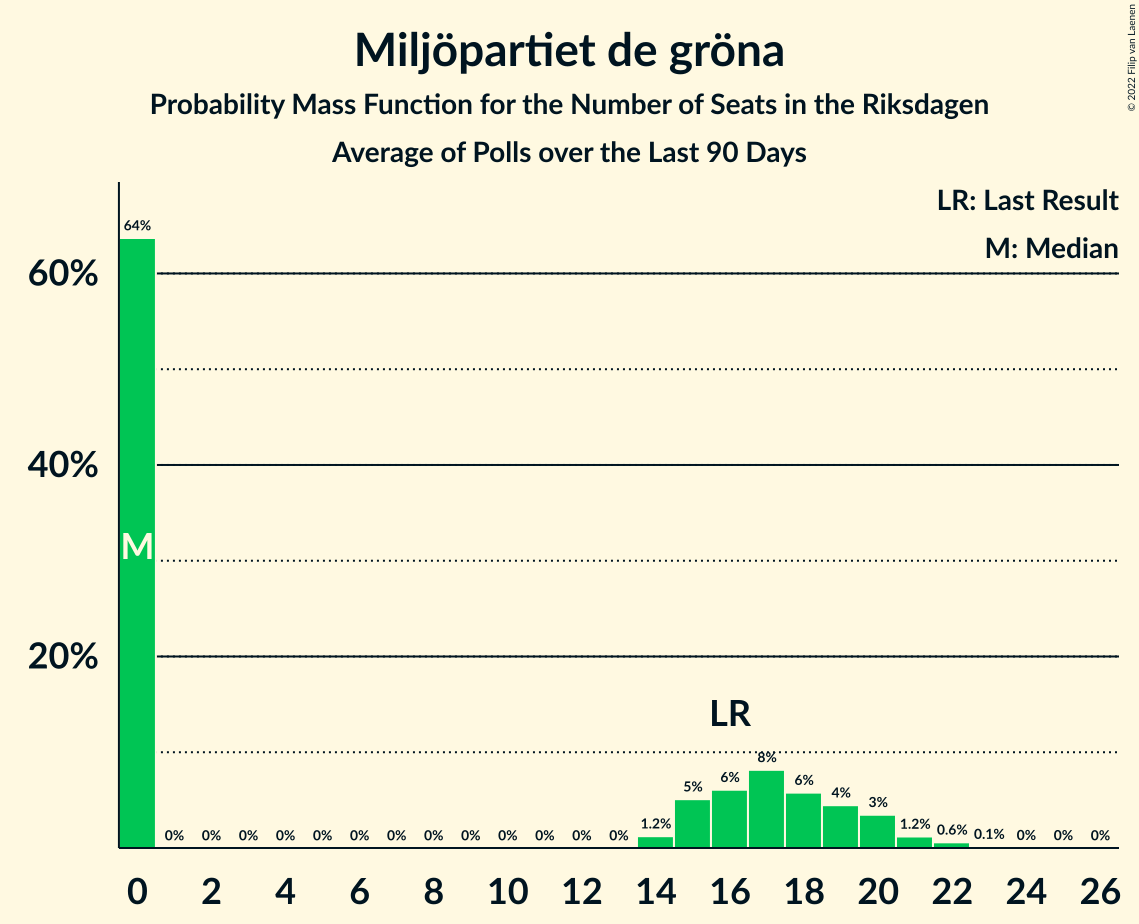 Miljöpartiet de gröna
Probability Mass Function for the Number of Seats in the Riksdagen
Average of Polls over the Last 90 Days
© 2022 Filip van Laenen
LR: Last Result
M: Median
60%
40%
20%
64%
M
LR
0% 0% 0% 0% 0% 0% 0% 0% 0% 0% 0% 0% 0% 1.2% 5% 6% 8% 6% 4% 3% 1.2% 0.6% 0.1% 0% 0% 0%
0 2 4 6 8 10 12 14 16 18 20 22 24 26